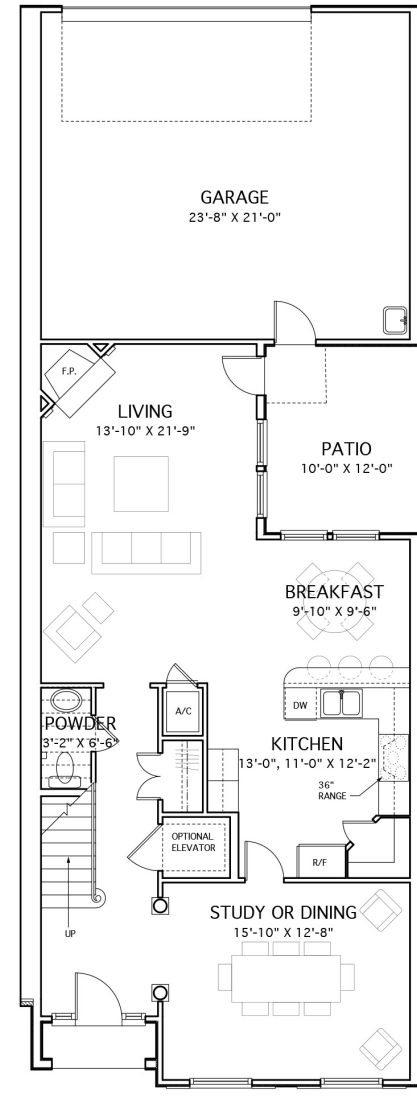 GARAGE
23'-8" X 21'-0"
F.P.
LIVING
13'-10" X 21'-9"
PATIO
10'-0" X 12'-0"
BREAKFAST
9'-10" X 9'-6"
A/C
DW
POWDER
3'-2" X 6'-6"
KITCHEN
13'-0", 11'-0" X 12'-2"
36"
RANGE
OPTIONAL
ELEVATOR
R/F
UP
STUDY OR DINING
15'-10" X 12'-8"